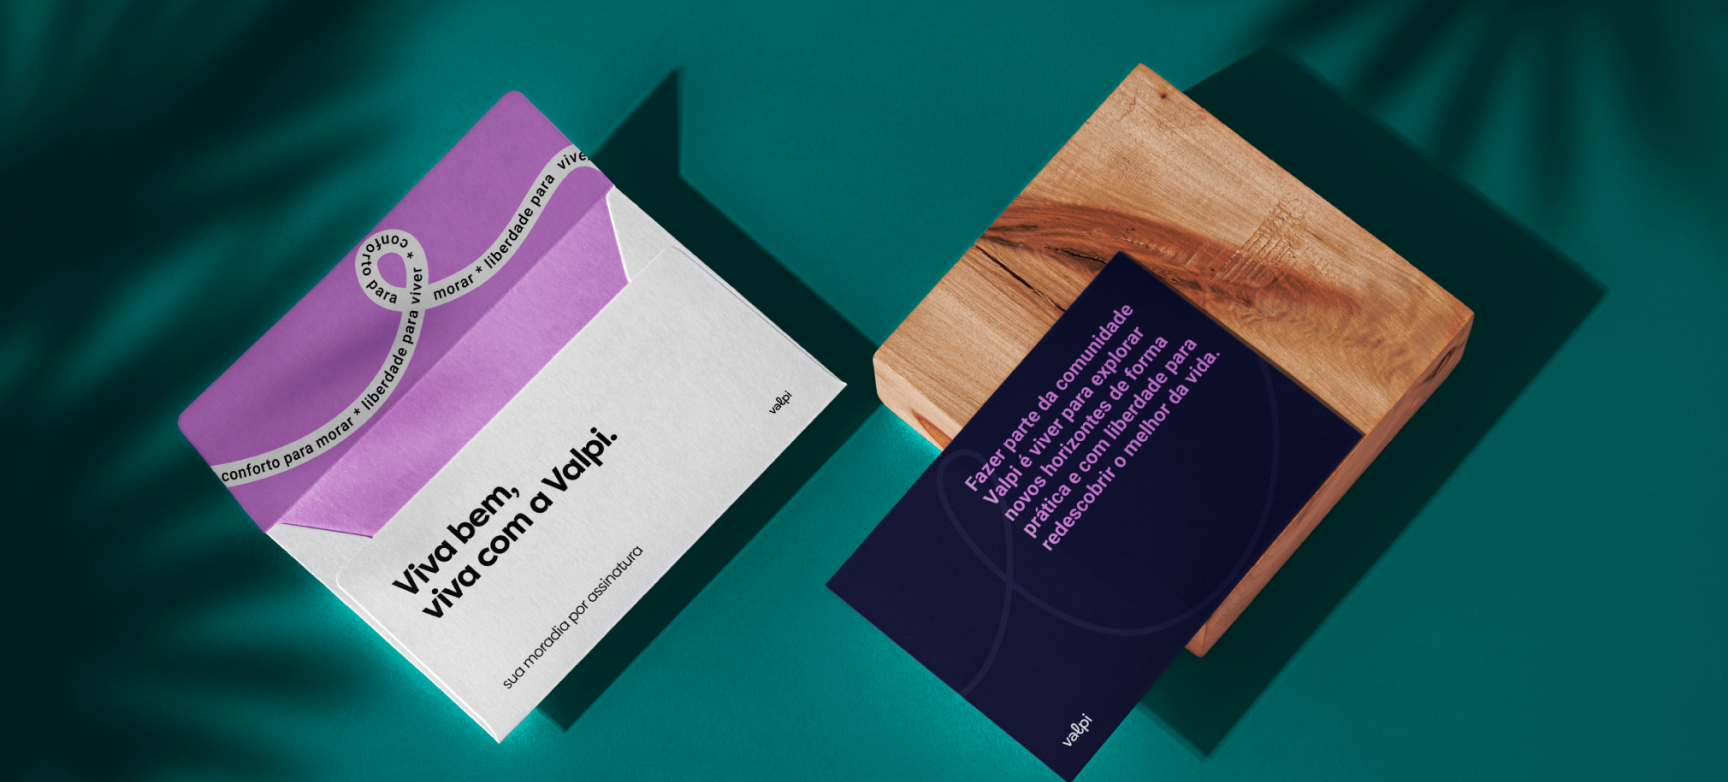 conforto para morar * liberdade para viver * conforto para morar * liberdade para vive
Viva bem,
viva com a Valpi.
sua moradia por assinatura
valpi
Fazer parte da comunidade
Valpi é viver para explorar
novos horizontes de forma
prática e com liberdade para
redescobrir o melhor da vida.
valpi